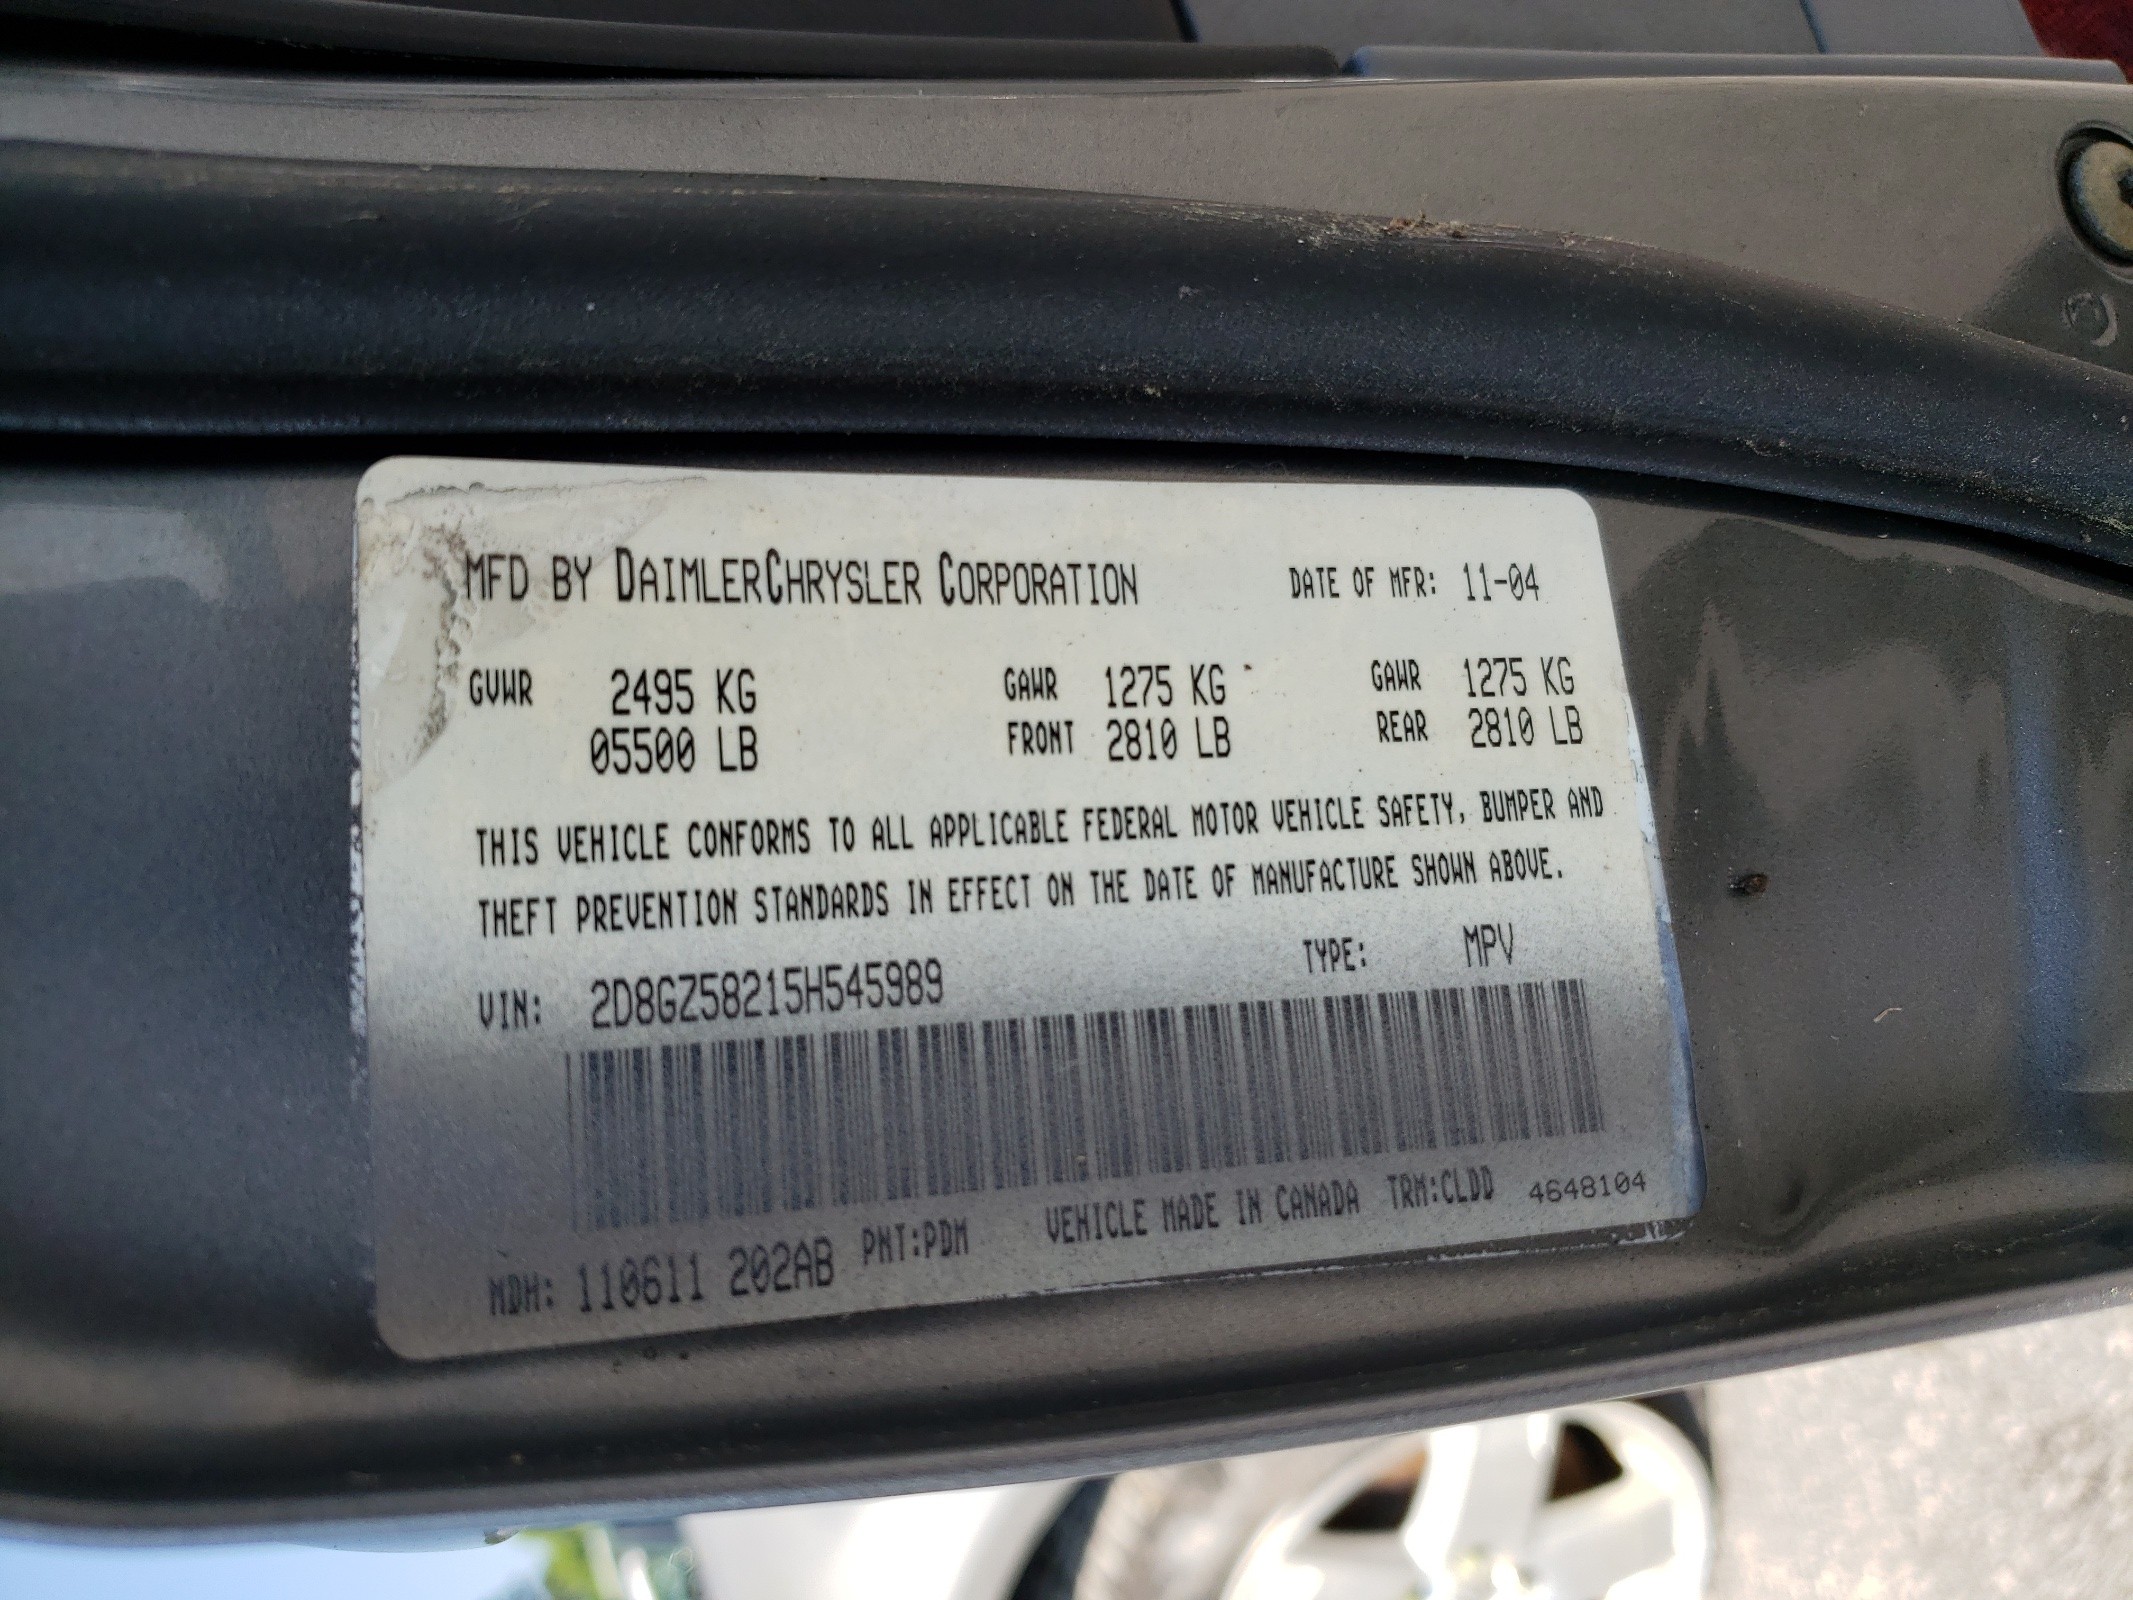 MFD BY DAIMLERCHRYSLER CORPORATION DATE OF MFR: 11-04
GVWR 2495 KG GAWR 1275 KG GAWR 1275 KG
05500 LB FRONT 2810 LB REAR 2810 LB
THIS VEHICLE CONFORMS TO ALL APPLICABLE FEDERAL MOTOR VEHICLE SAFETY, BUMPER AND
THEFT PREVENTION STANDARDS IN EFFECT ON THE DATE OF MANUFACTURE SHOWN ABOVE.
VIN: 2D8GZ58215H545989 TYPE: MPV
MDH: 110611 202AB PNT:PDM VEHICLE MADE IN CANADA TRM:CLDD 4648104